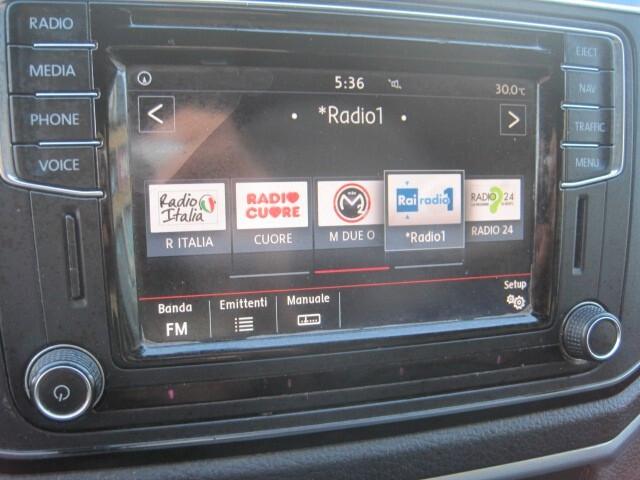 RADIO
MEDIA
PHONE
VOICE
EJECT
NAV
TRAFFIC
MENU
5:36
30.0°C
< >
• *Radio1 •
Radio Italia
RADIO CUORE
M2
Rai radio 1
RADIO 24
R ITALIA
CUORE
M DUE O
*Radio1
RADIO 24
Setup
Banda
FM
Emittenti
Manuale